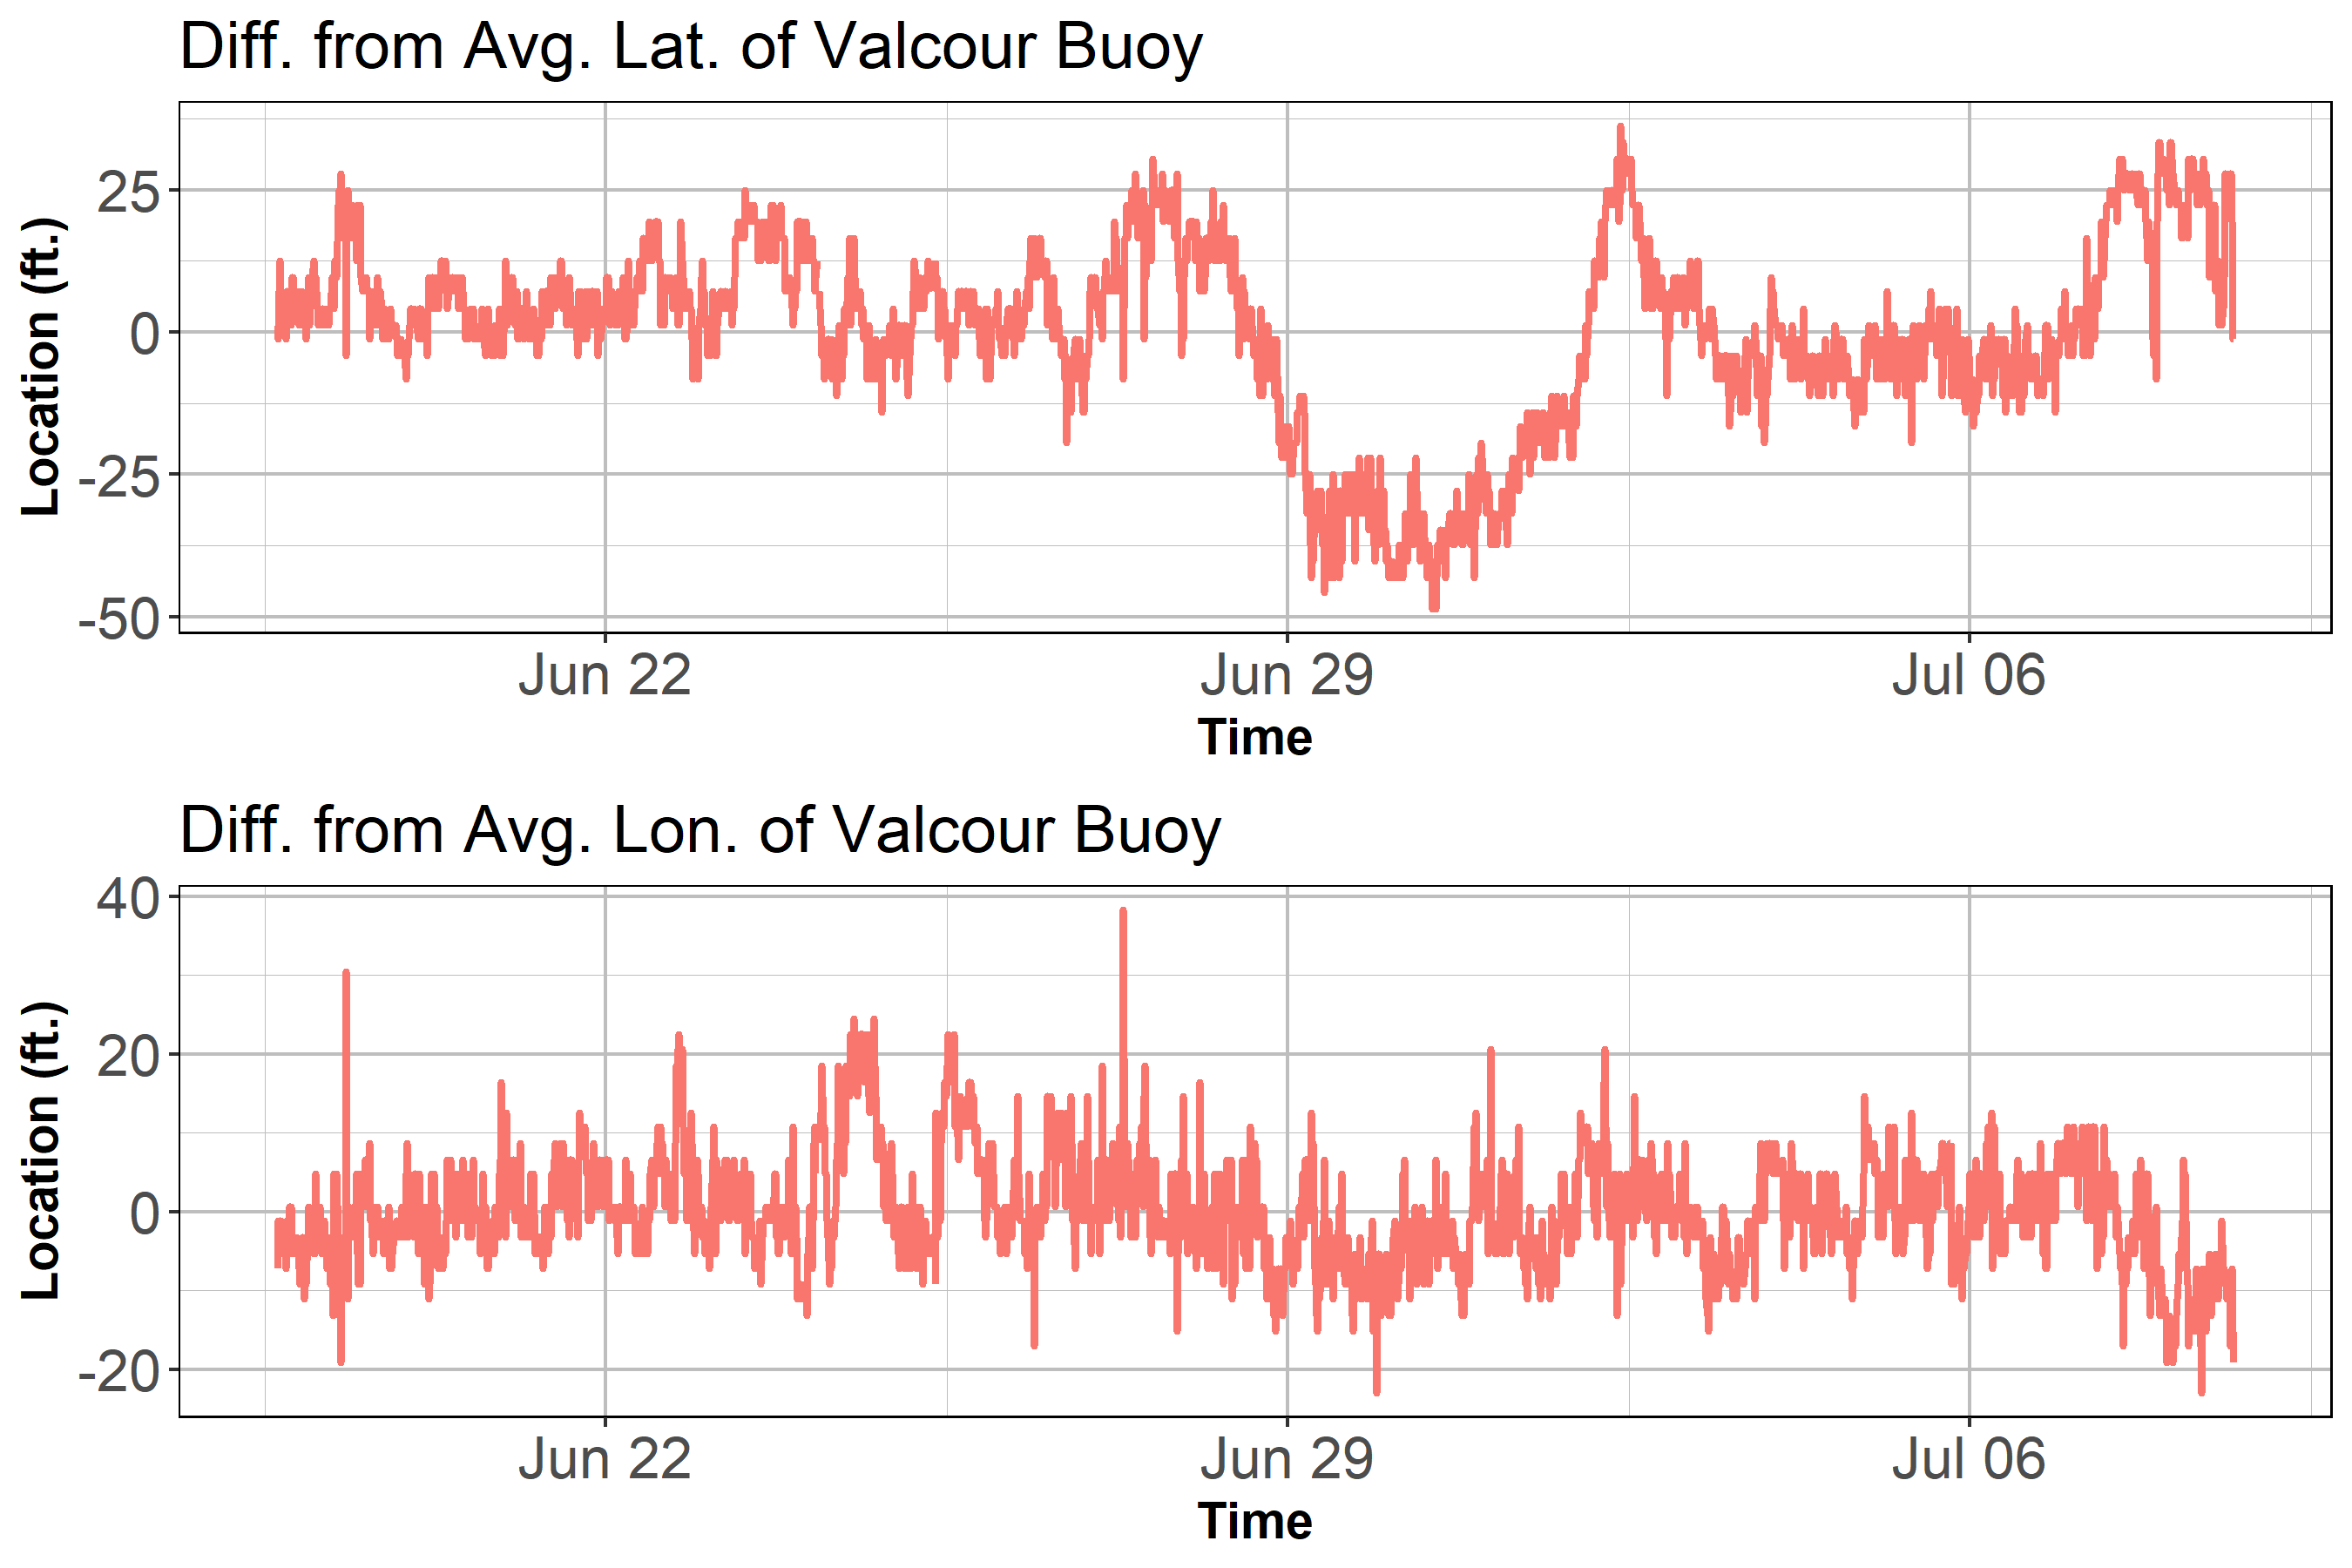 Diff. from Avg. Lat. of Valcour Buoy
Location (ft.)
25
0
-25
-50
Jun 22
Jun 29
Jul 06
Time
Diff. from Avg. Lon. of Valcour Buoy
Location (ft.)
40
20
0
-20
Jun 22
Jun 29
Jul 06
Time